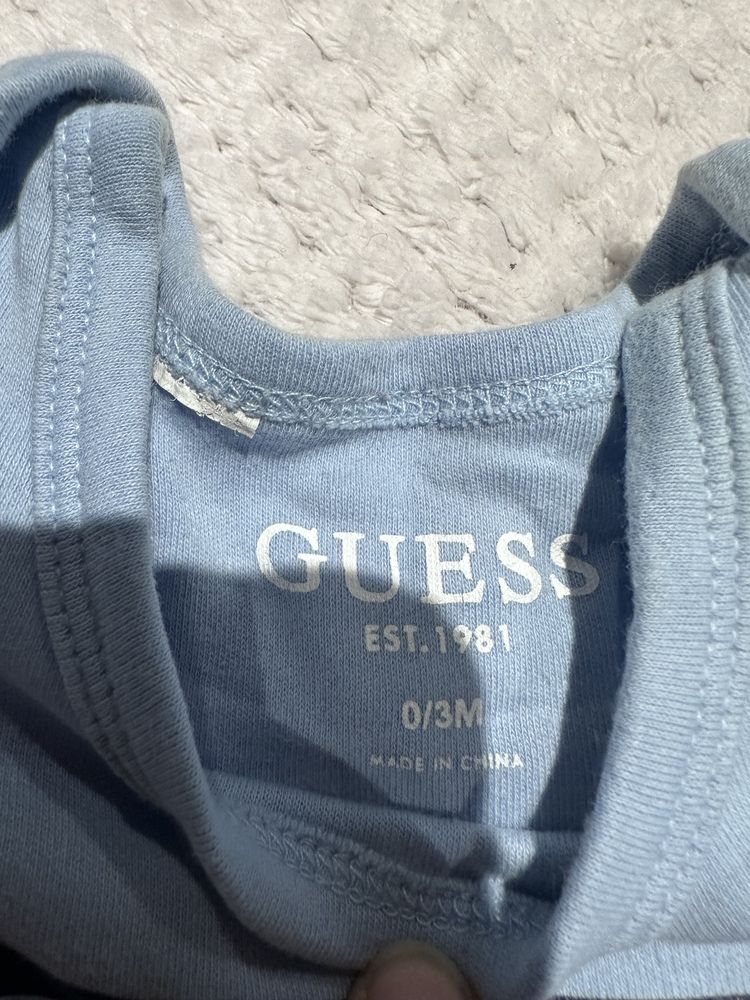 GUESS
EST. 1981
0/3M
MADE IN CHINA